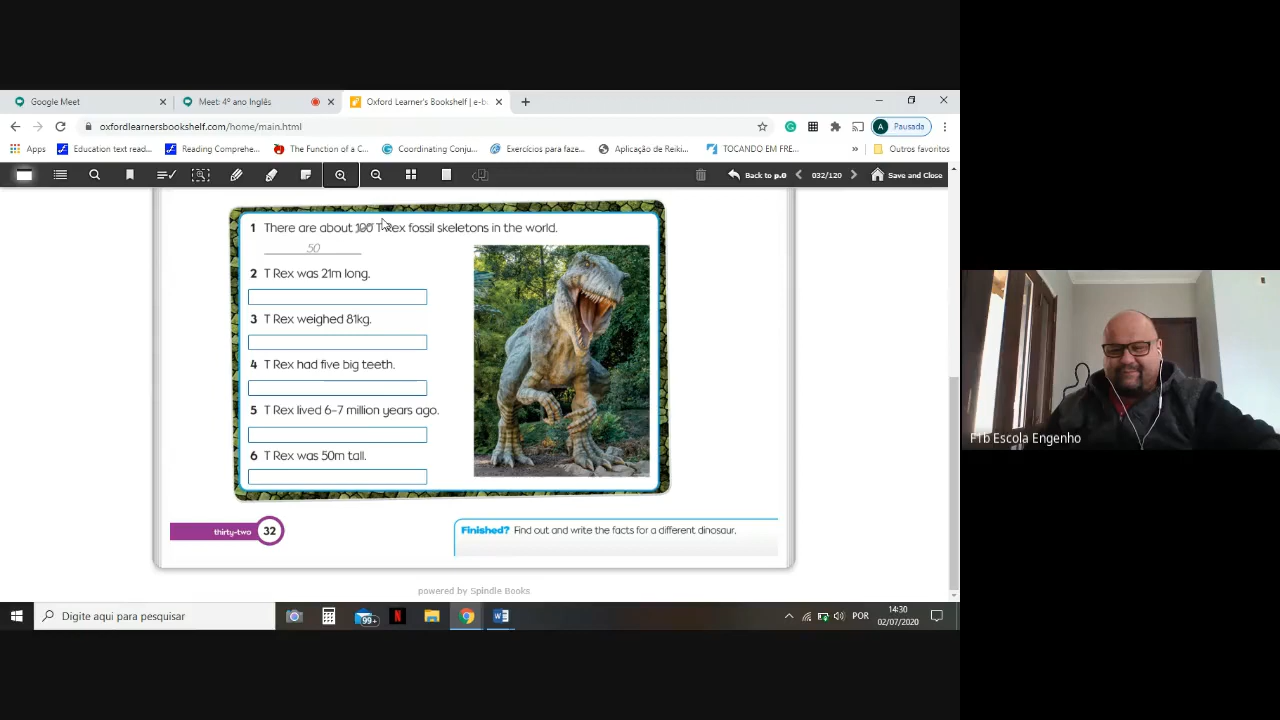 Google Meet
Meet: 4º ano Inglês
Oxford Learner's Bookshelf | e-b
oxfordlearnersbookshelf.com/home/main.html
Pausada
Apps
Education text read...
Reading Comprehe...
The Function of a C...
Coordinating Conju...
Exercícios para faze...
Aplicação de Reiki...
TOCANDO EM FRE...
Outros favoritos
Back to p.0
032/120
Save and Close
1 There are about 100 T Rex fossil skeletons in the world.
50
2 T Rex was 21m long.
3 T Rex weighed 81kg.
4 T Rex had five big teeth.
5 T Rex lived 6–7 million years ago.
6 T Rex was 50m tall.
thirty-two 32
Finished? Find out and write the facts for a different dinosaur.
powered by Spindle Books
Digite aqui para pesquisar
99+
POR
14:30
02/07/2020
F1b Escola Engenho